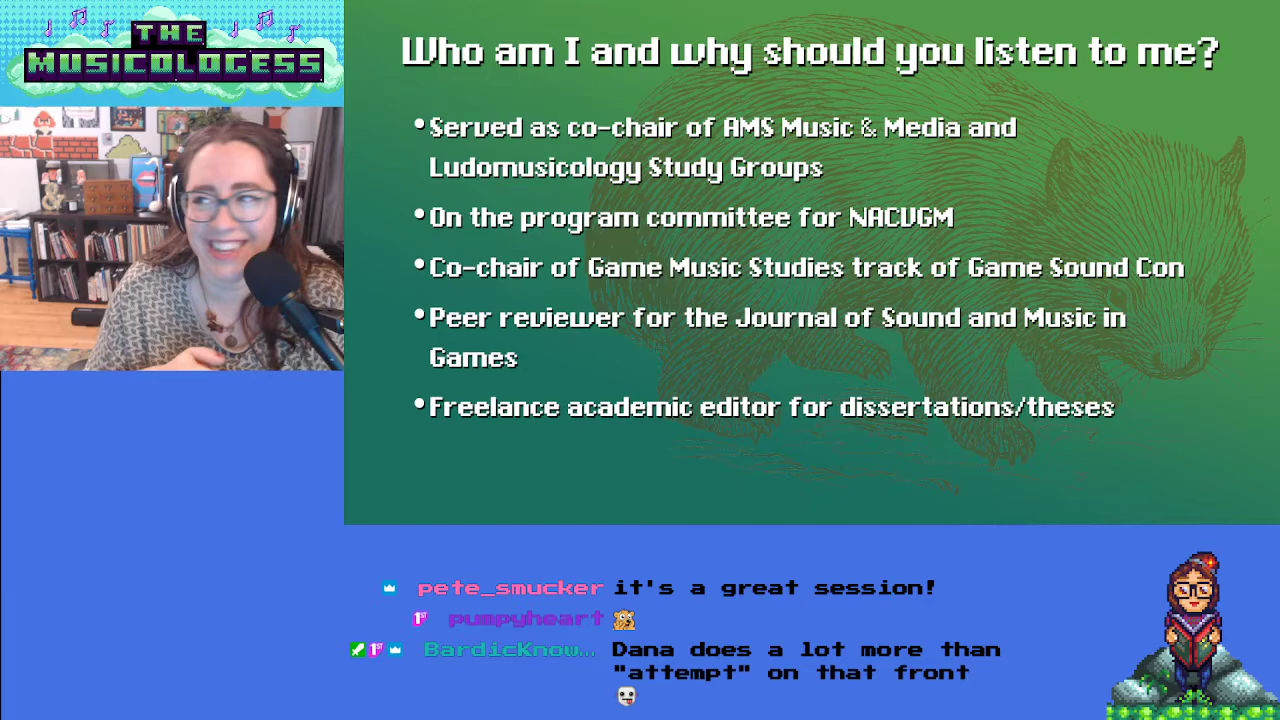 THE
MUSICOLOGESS
Who am I and why should you listen to me?
•Served as co-chair of AMS Music & Media and
Ludomusicology Study Groups
•On the program committee for NACVGM
•Co-chair of Game Music Studies track of Game Sound Con
•Peer reviewer for the Journal of Sound and Music in
Games
•Freelance academic editor for dissertations/theses
pete_smucker it's a great session!
1ST pumpyheart
1ST BardicKnow... Dana does a lot more than
"attempt" on that front